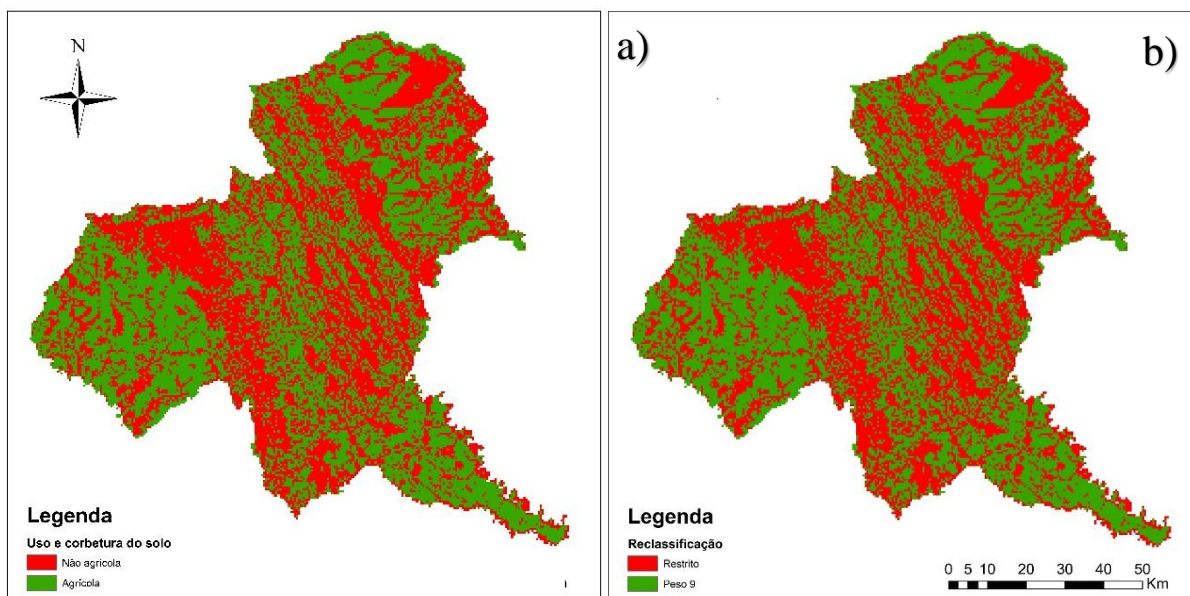 N
a)
Legenda
Uso e corbetura do solo
Não agrícola
Agrícola
b)
Legenda
Reclassificação
Restrito
Peso 9
0 5 10 20 30 40 50
Km